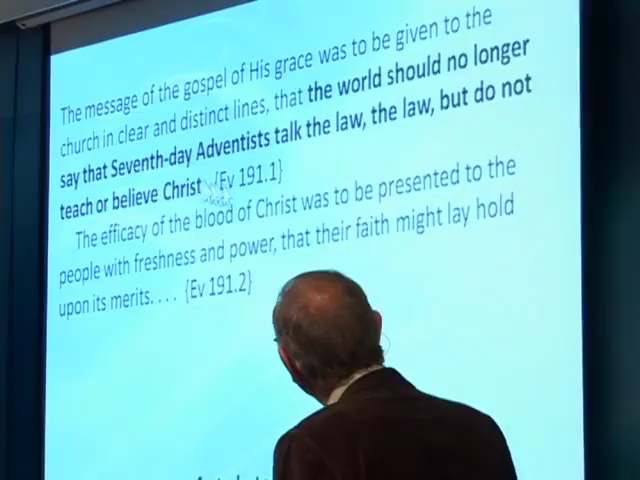 The message of the gospel of His grace was to be given to the
church in clear and distinct lines, that the world should no longer
say that Seventh-day Adventists talk the law, the law, but do not
teach or believe Christ {Ev 191.1}
The efficacy of the blood of Christ was to be presented to the
people with freshness and power, that their faith might lay hold
upon its merits. . . . {Ev 191.2}